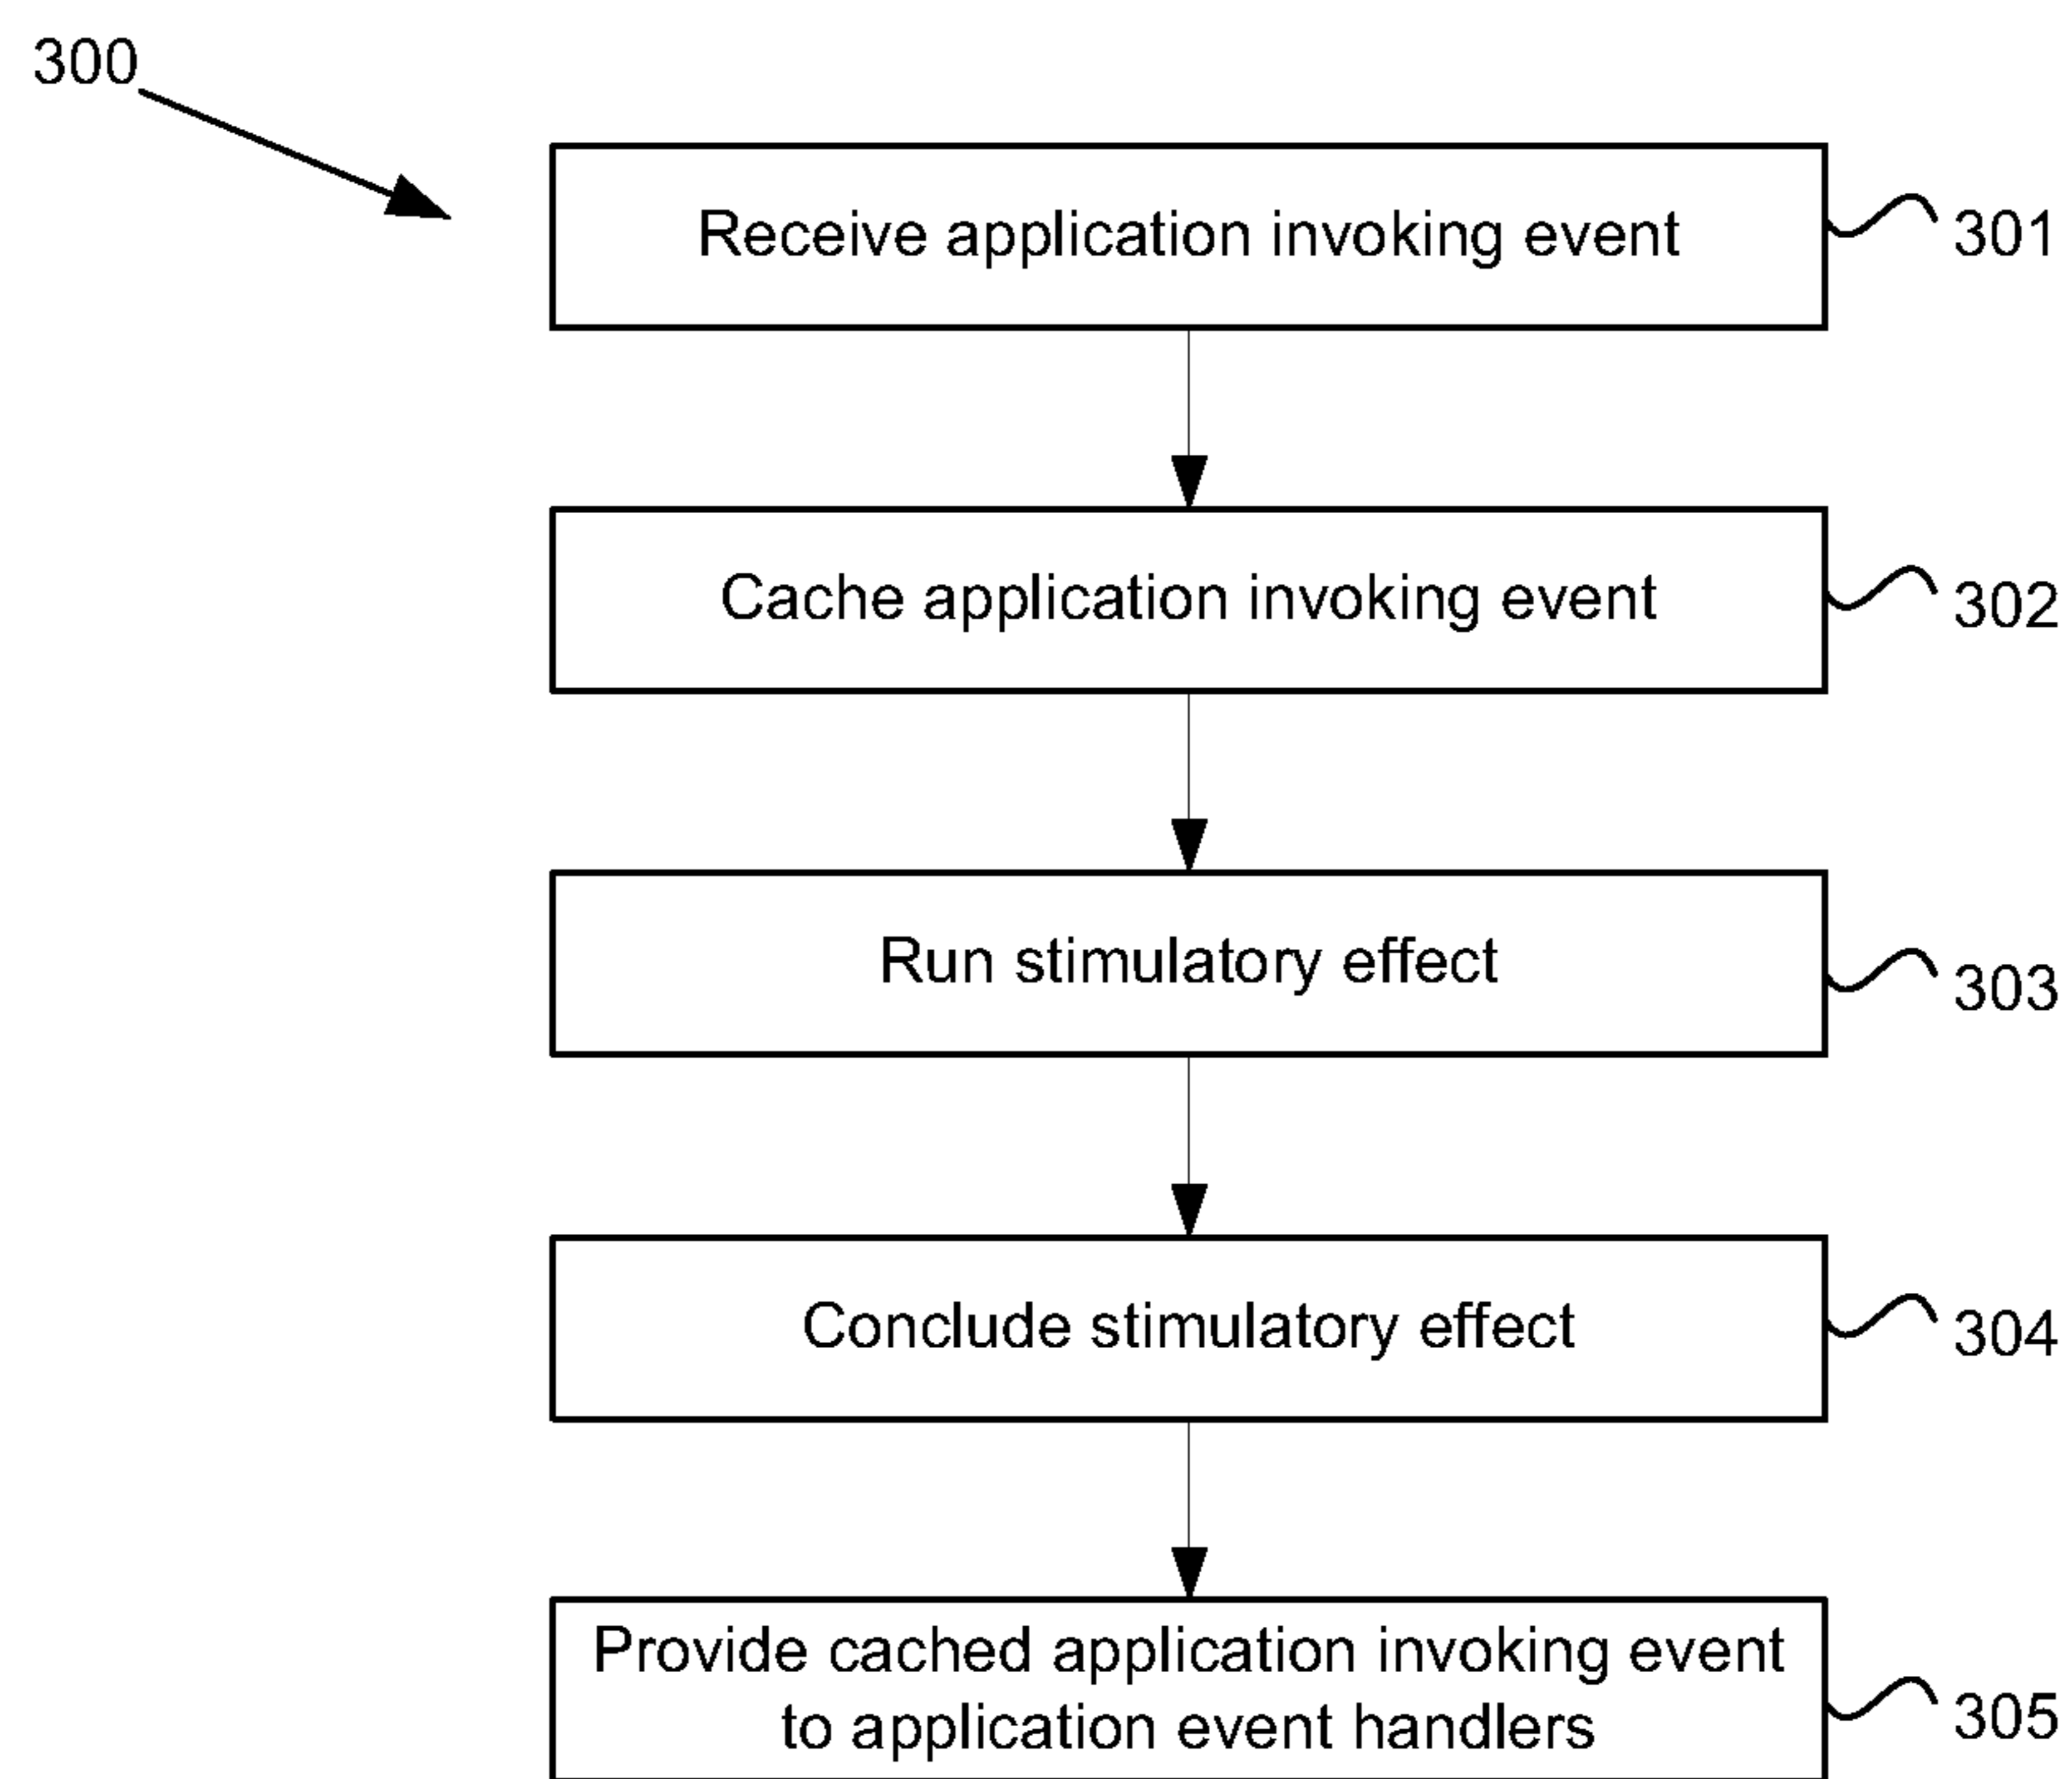 300
Receive application invoking event
301
Cache application invoking event
302
Run stimulatory effect
303
Conclude stimulatory effect
304
Provide cached application invoking event
to application event handlers
305